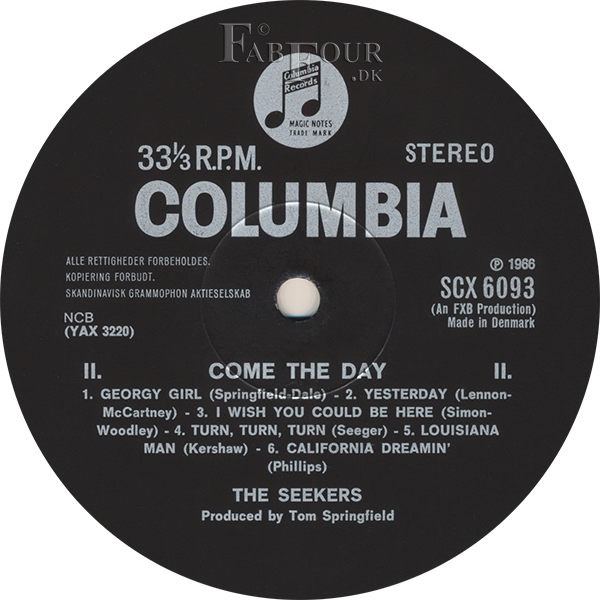 ©
FAB FOUR
.DK
Columbia
Records
MAGIC NOTES
TRADE MARK
33⅓ R.P.M. STEREO
COLUMBIA
ALLE RETTIGHEDER FORBEHOLDES.
KOPIERING FORBUDT.
SKANDINAVISK GRAMMOPHON AKTIESELSKAB
℗ 1966
SCX 6093
(An FXB Production)
Made in Denmark
NCB
(YAX 3220)
II. COME THE DAY II.
1. GEORGY GIRL (Springfield-Dale) - 2. YESTERDAY (Lennon-
McCartney) - 3. I WISH YOU COULD BE HERE (Simon-
Woodley) - 4. TURN, TURN, TURN (Seeger) - 5. LOUISIANA
MAN (Kershaw) - 6. CALIFORNIA DREAMIN'
(Phillips)
THE SEEKERS
Produced by Tom Springfield